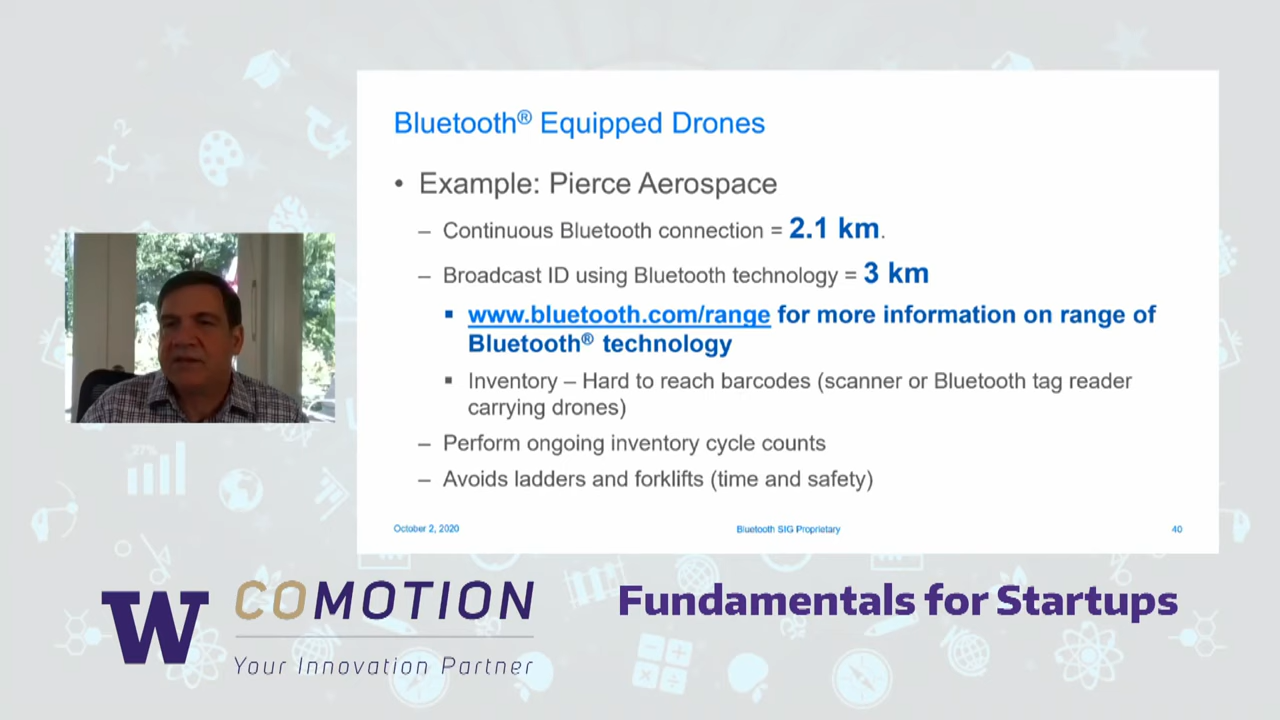 Bluetooth® Equipped Drones
• Example: Pierce Aerospace
– Continuous Bluetooth connection = 2.1 km.
– Broadcast ID using Bluetooth technology = 3 km
▪ www.bluetooth.com/range for more information on range of
Bluetooth® technology
▪ Inventory – Hard to reach barcodes (scanner or Bluetooth tag reader
carrying drones)
– Perform ongoing inventory cycle counts
– Avoids ladders and forklifts (time and safety)
October 2, 2020
Bluetooth SIG Proprietary
40
W
COMOTION
Your Innovation Partner
Fundamentals for Startups
x²
27%